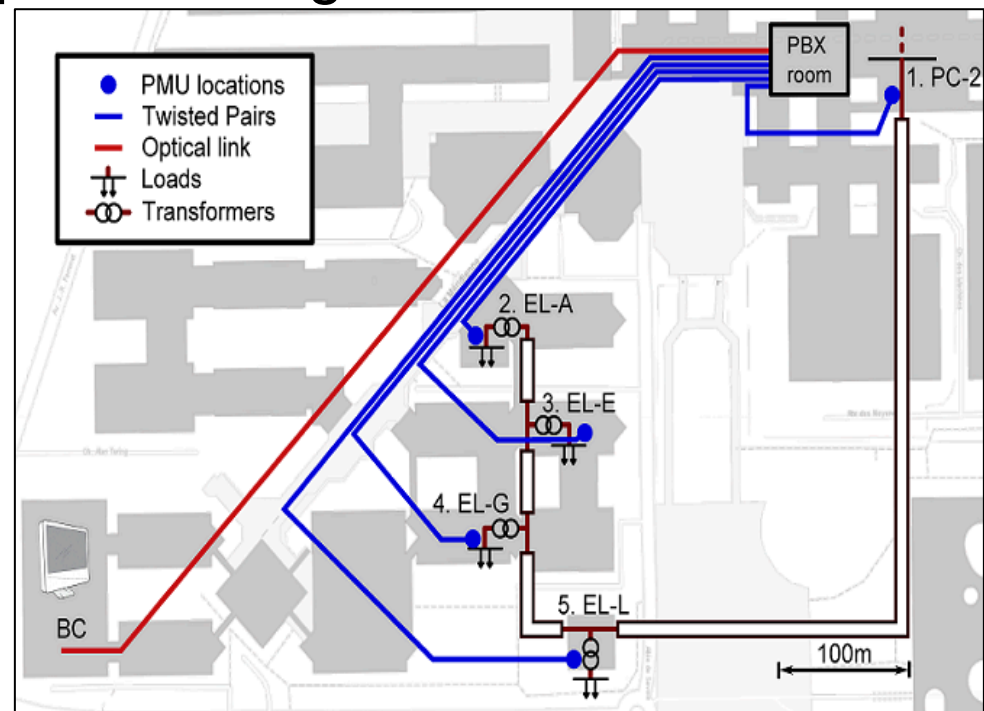 PMU locations
Twisted Pairs
Optical link
Loads
Transformers
PBX
room
1. PC-2
2. EL-A
3. EL-E
4. EL-G
5. EL-L
BC
100m